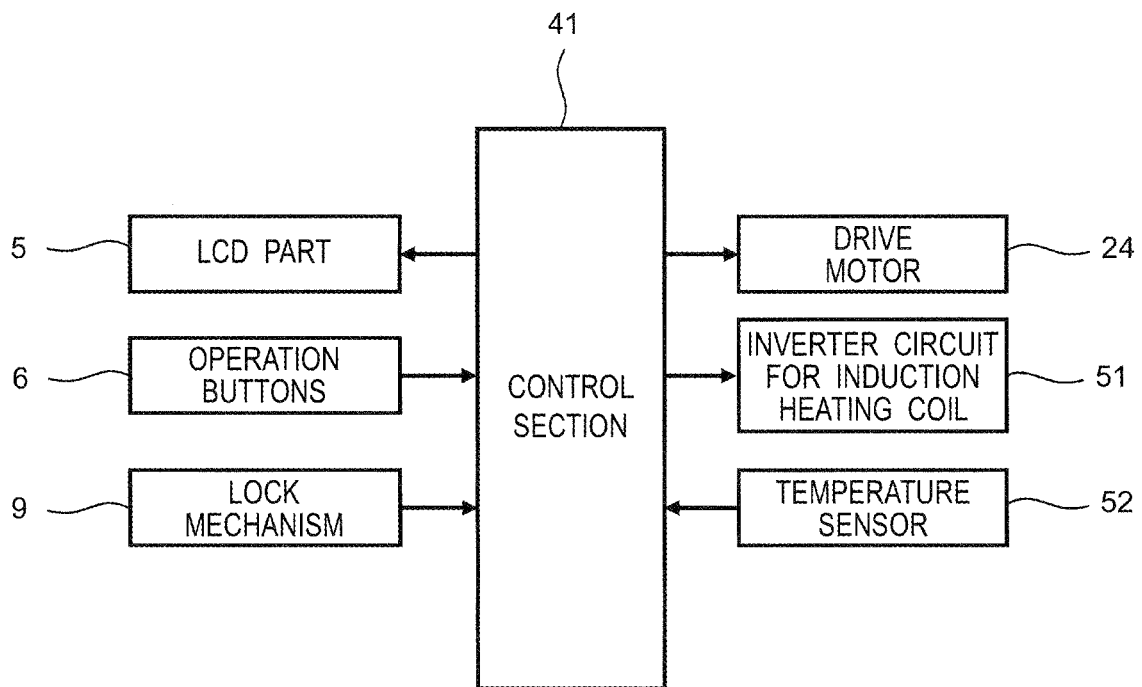 41
5
LCD PART
6
OPERATION
BUTTONS
9
LOCK
MECHANISM
CONTROL
SECTION
DRIVE
MOTOR
24
INVERTER CIRCUIT
FOR INDUCTION
HEATING COIL
51
TEMPERATURE
SENSOR
52